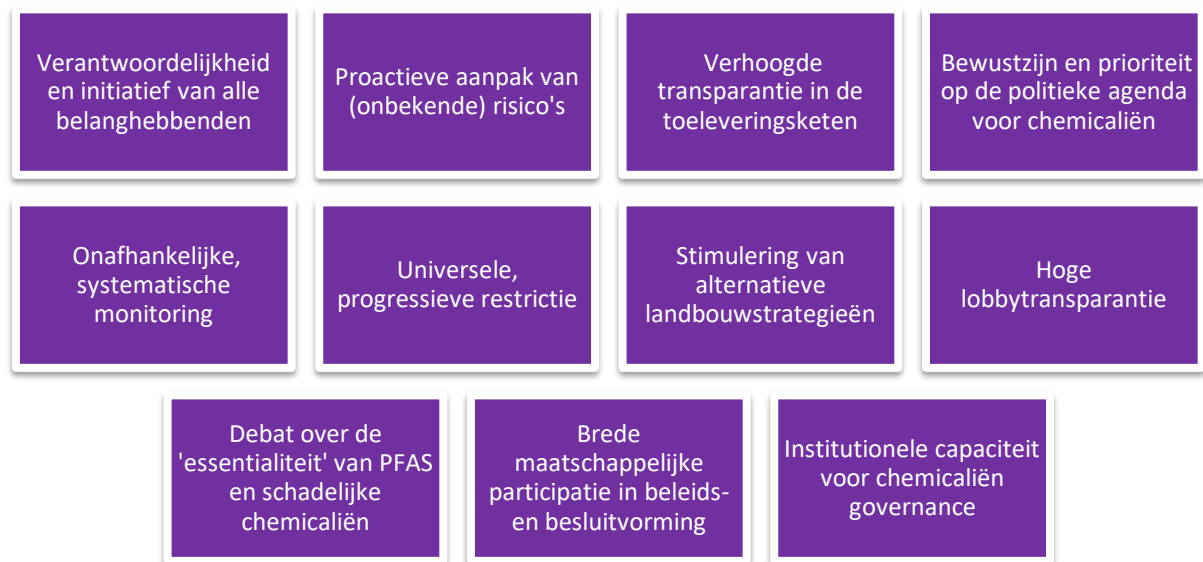 Verantwoordelijkheid
en initiatief van alle
belanghebbenden
Proactieve aanpak van
(onbekende) risico's
Verhoogde
transparantie in de
toeleveringsketen
Bewustzijn en prioriteit
op de politieke agenda
voor chemicaliën
Onafhankelijke,
systematische
monitoring
Universele,
progressieve restrictie
Stimulering van
alternatieve
landbouwstrategieën
Hoge
lobbytransparantie
Debat over de
'essentialiteit' van PFAS
en schadelijke
chemicaliën
Brede
maatschappelijke
participatie in beleids-
en besluitvorming
Institutionele capaciteit
voor chemicaliën
governance